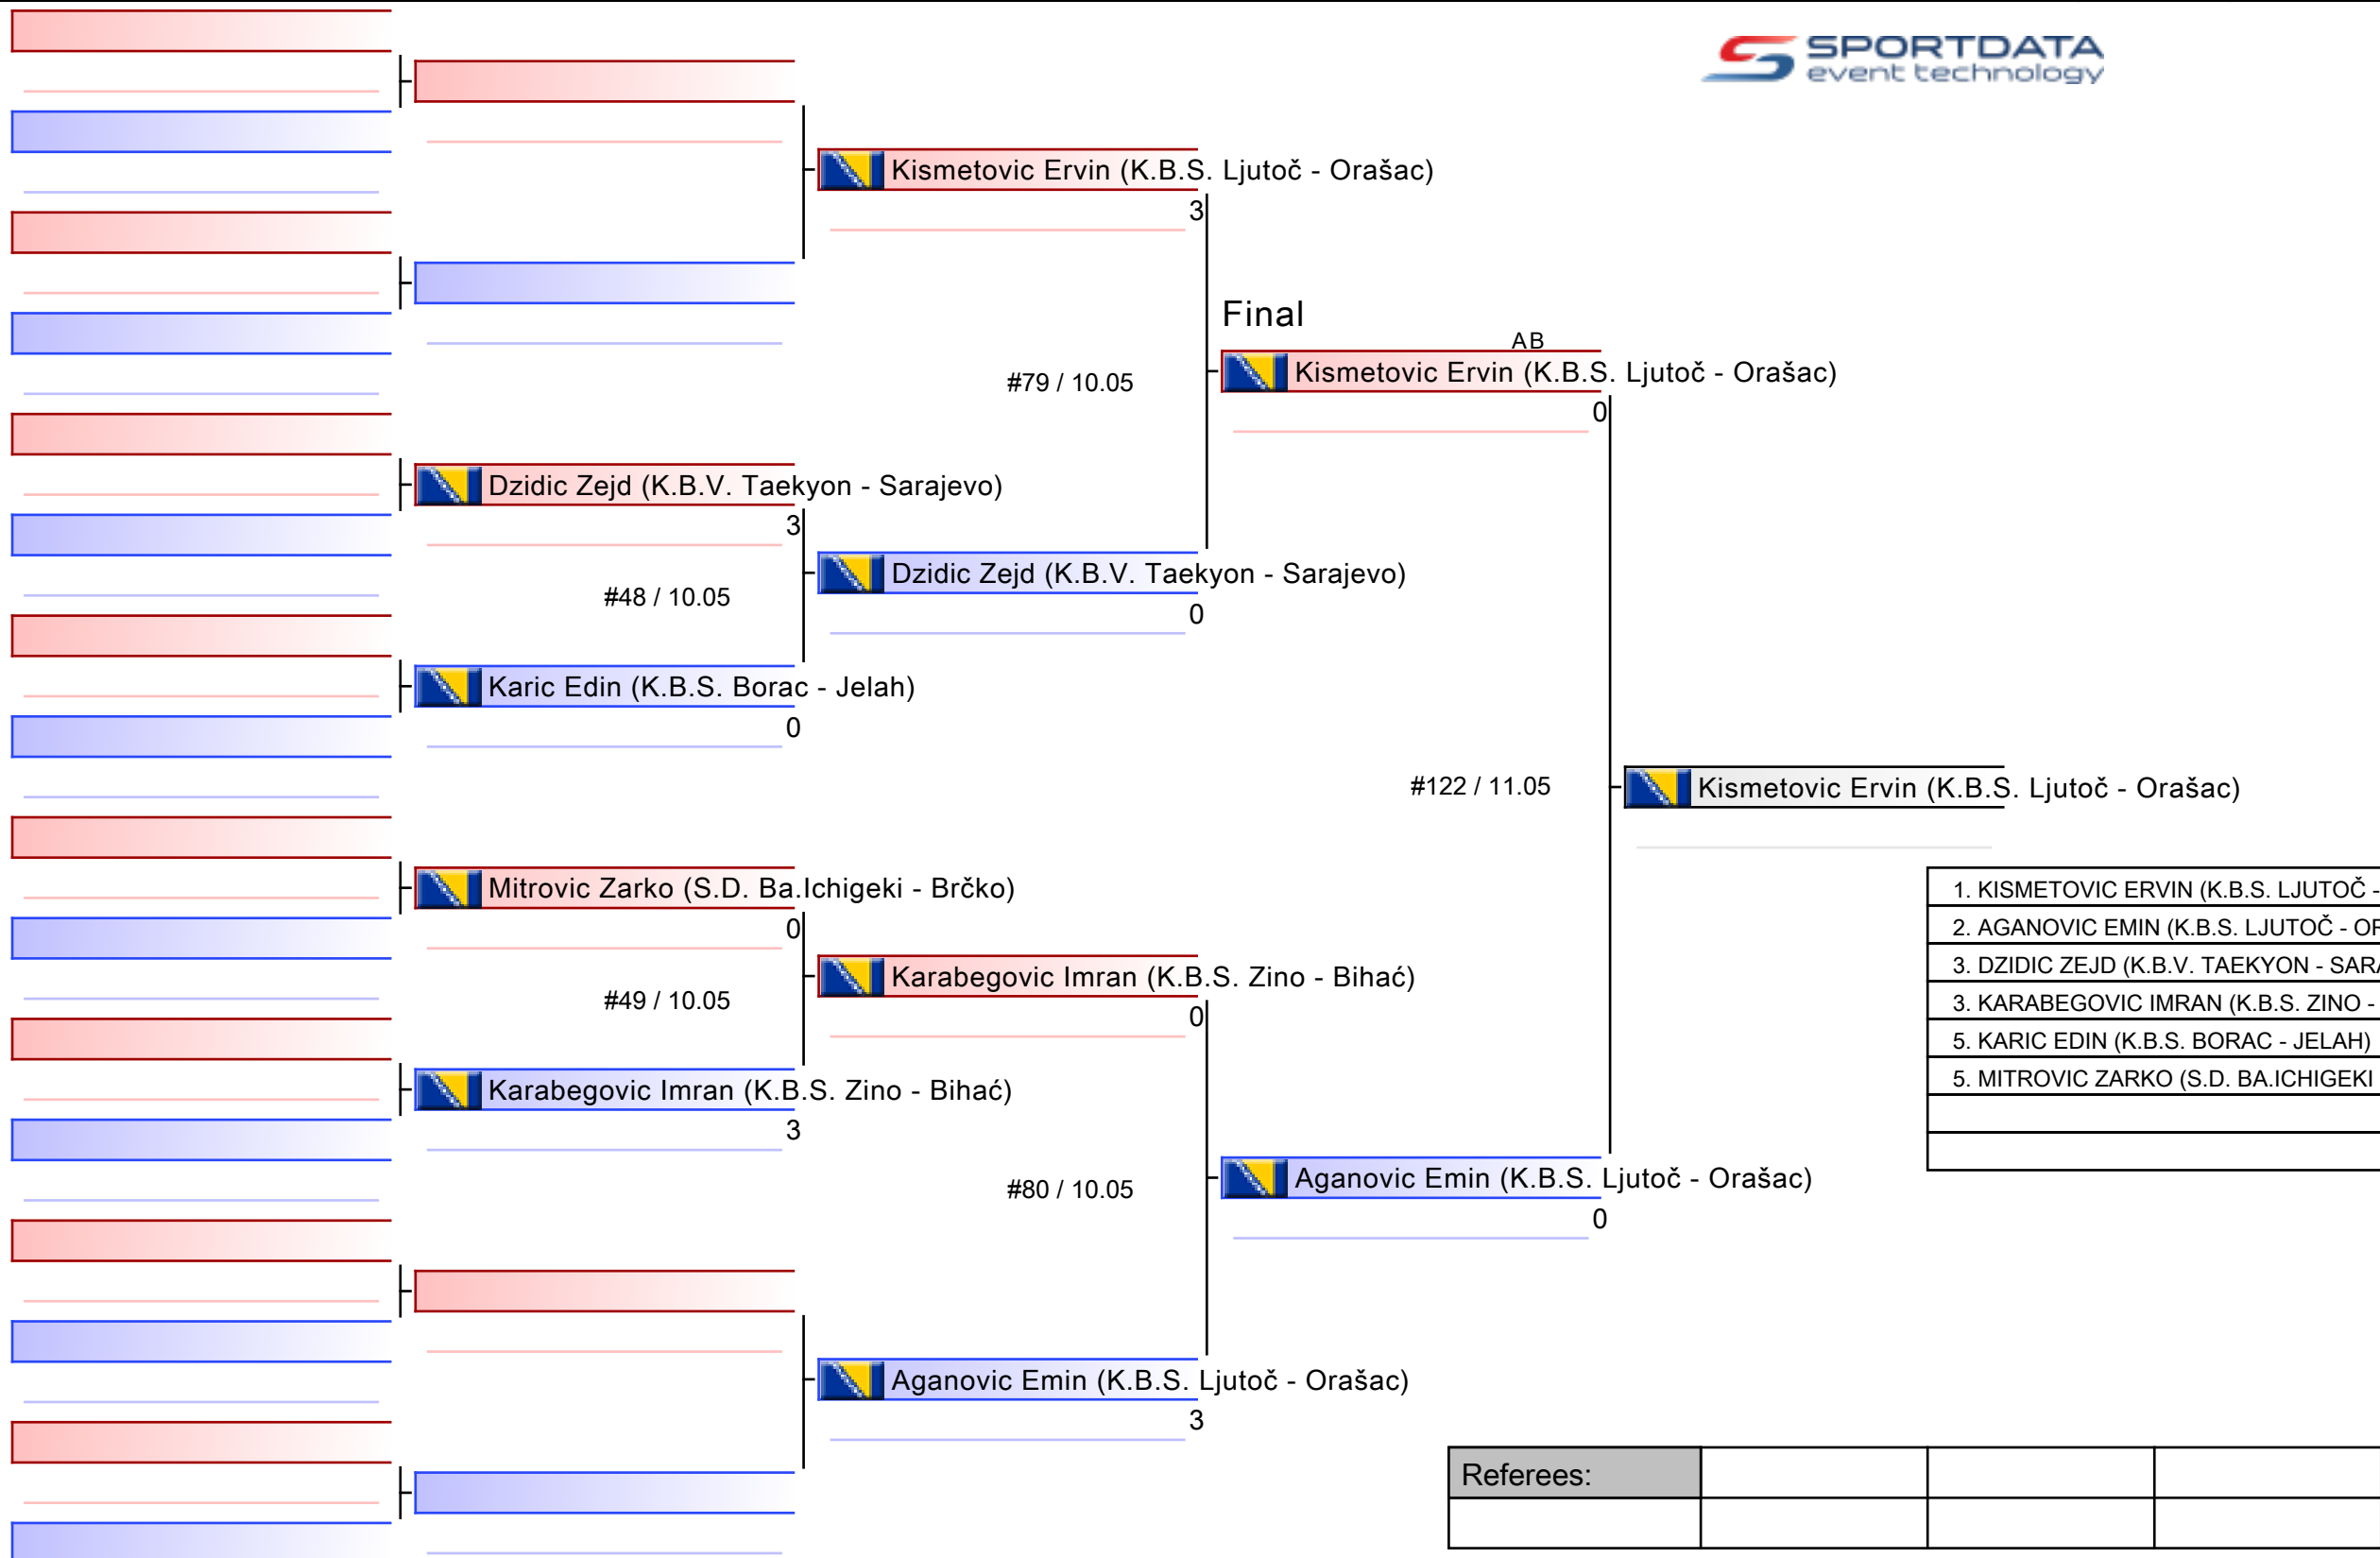 SPORTDATA
event technology
Kismetovic Ervin (K.B.S. Ljutoč - Orašac)
3
Final
AB
#79 / 10.05
Kismetovic Ervin (K.B.S. Ljutoč - Orašac)
0
Dzidic Zejd (K.B.V. Taekyon - Sarajevo)
3
#48 / 10.05
Dzidic Zejd (K.B.V. Taekyon - Sarajevo)
0
Karic Edin (K.B.S. Borac - Jelah)
0
#122 / 11.05
Kismetovic Ervin (K.B.S. Ljutoč - Orašac)
Mitrovic Zarko (S.D. Ba.Ichigeki - Brčko)
0
#49 / 10.05
Karabegovic Imran (K.B.S. Zino - Bihać)
0
Karabegovic Imran (K.B.S. Zino - Bihać)
3
#80 / 10.05
Aganovic Emin (K.B.S. Ljutoč - Orašac)
0
Aganovic Emin (K.B.S. Ljutoč - Orašac)
3
1. KISMETOVIC ERVIN (K.B.S. LJUTOČ -
2. AGANOVIC EMIN (K.B.S. LJUTOČ - OR
3. DZIDIC ZEJD (K.B.V. TAEKYON - SARA
3. KARABEGOVIC IMRAN (K.B.S. ZINO -
5. KARIC EDIN (K.B.S. BORAC - JELAH)
5. MITROVIC ZARKO (S.D. BA.ICHIGEKI
Referees: